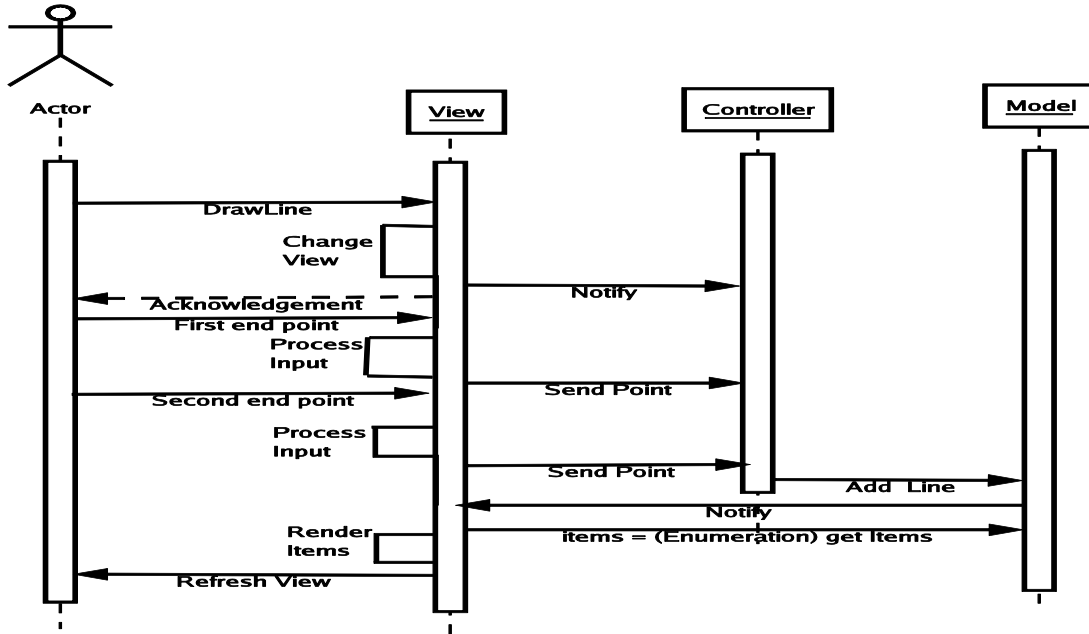 Actor
View
Controller
Model
DrawLine
Change
View
Notify
Acknowledgement
First end point
Process
Input
Send Point
Second end point
Process
Input
Send Point
Add Line
Notify
Render
Items
items = (Enumeration) get Items
Refresh View